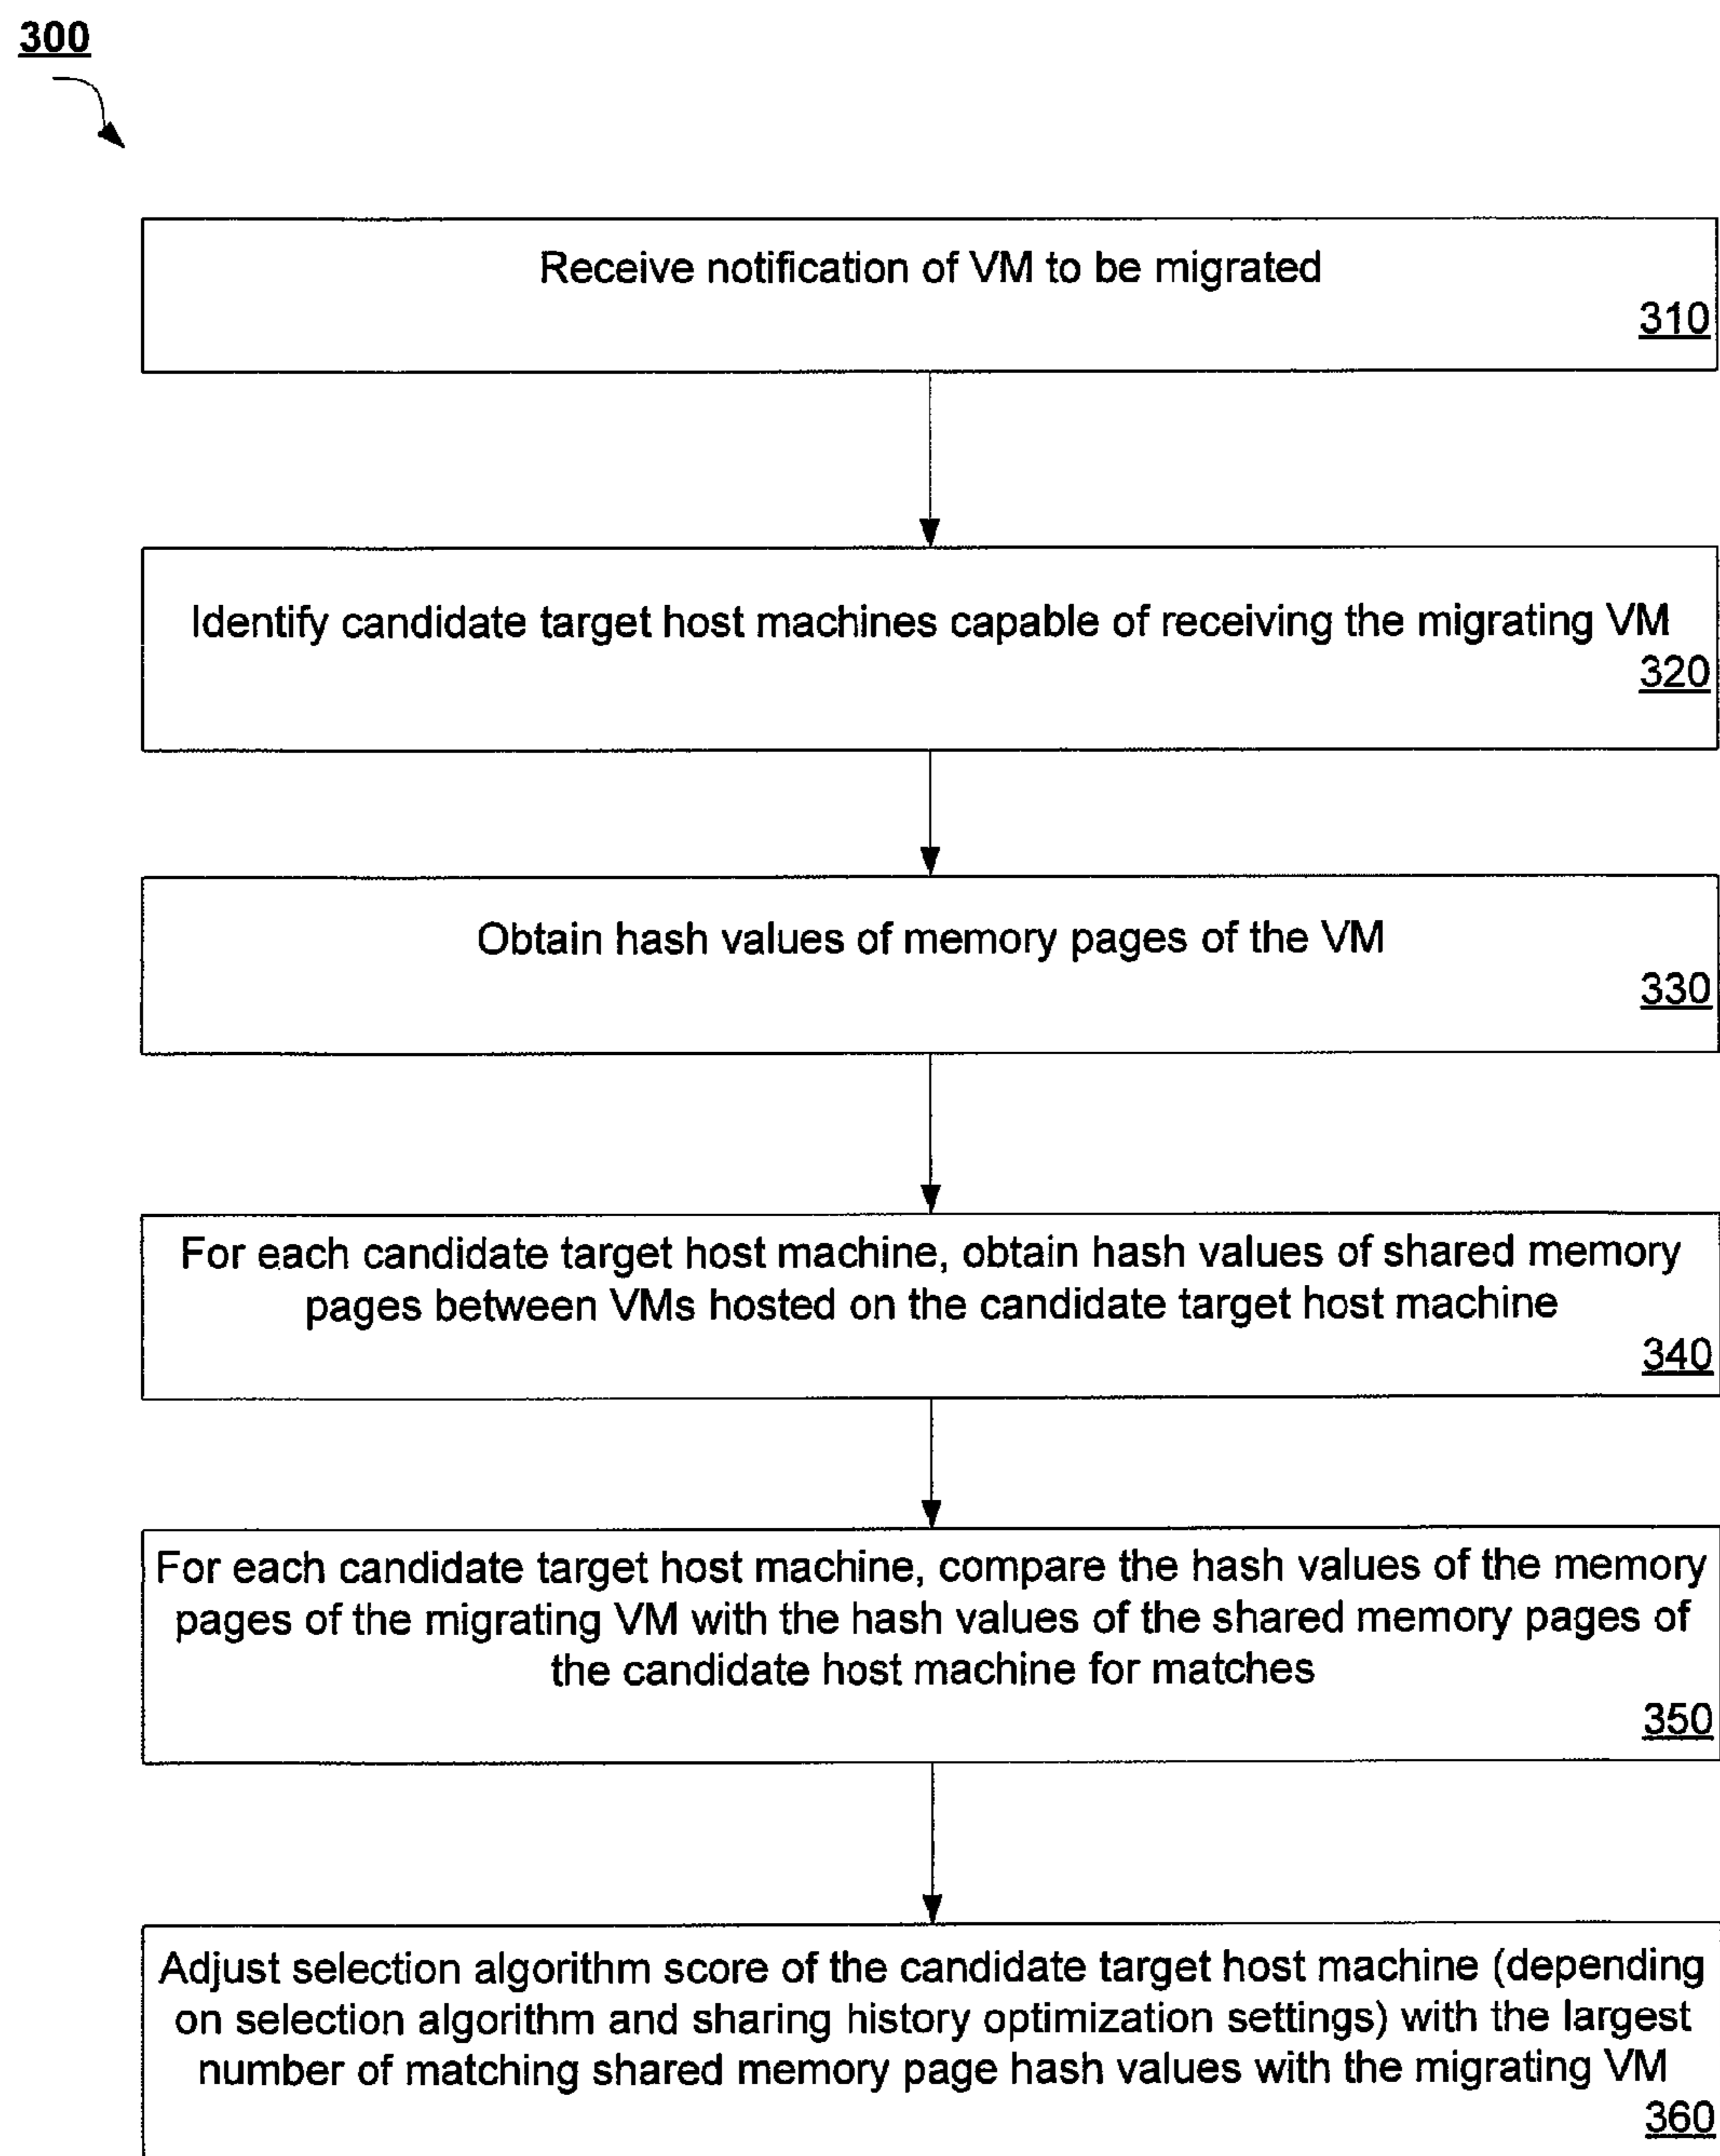 300
Receive notification of VM to be migrated
310
Identify candidate target host machines capable of receiving the migrating VM
320
Obtain hash values of memory pages of the VM
330
For each candidate target host machine, obtain hash values of shared memory
pages between VMs hosted on the candidate target host machine
340
For each candidate target host machine, compare the hash values of the memory
pages of the migrating VM with the hash values of the shared memory pages of
the candidate host machine for matches
350
Adjust selection algorithm score of the candidate target host machine (depending
on selection algorithm and sharing history optimization settings) with the largest
number of matching shared memory page hash values with the migrating VM
360